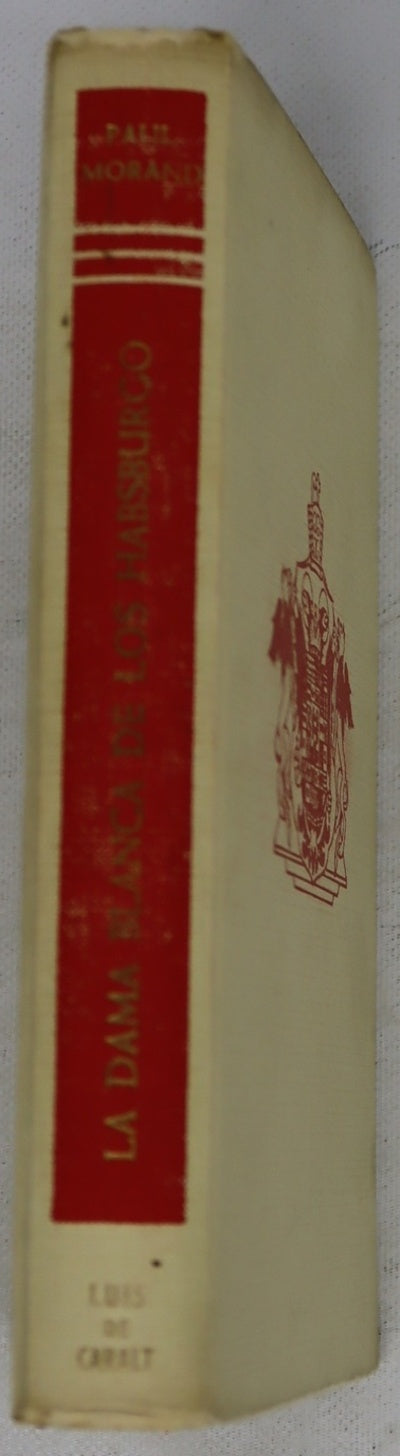 PAUL
MORAND
LA DAMA BLANCA DE LOS HABSBURGO
LUIS
DE
CARALT